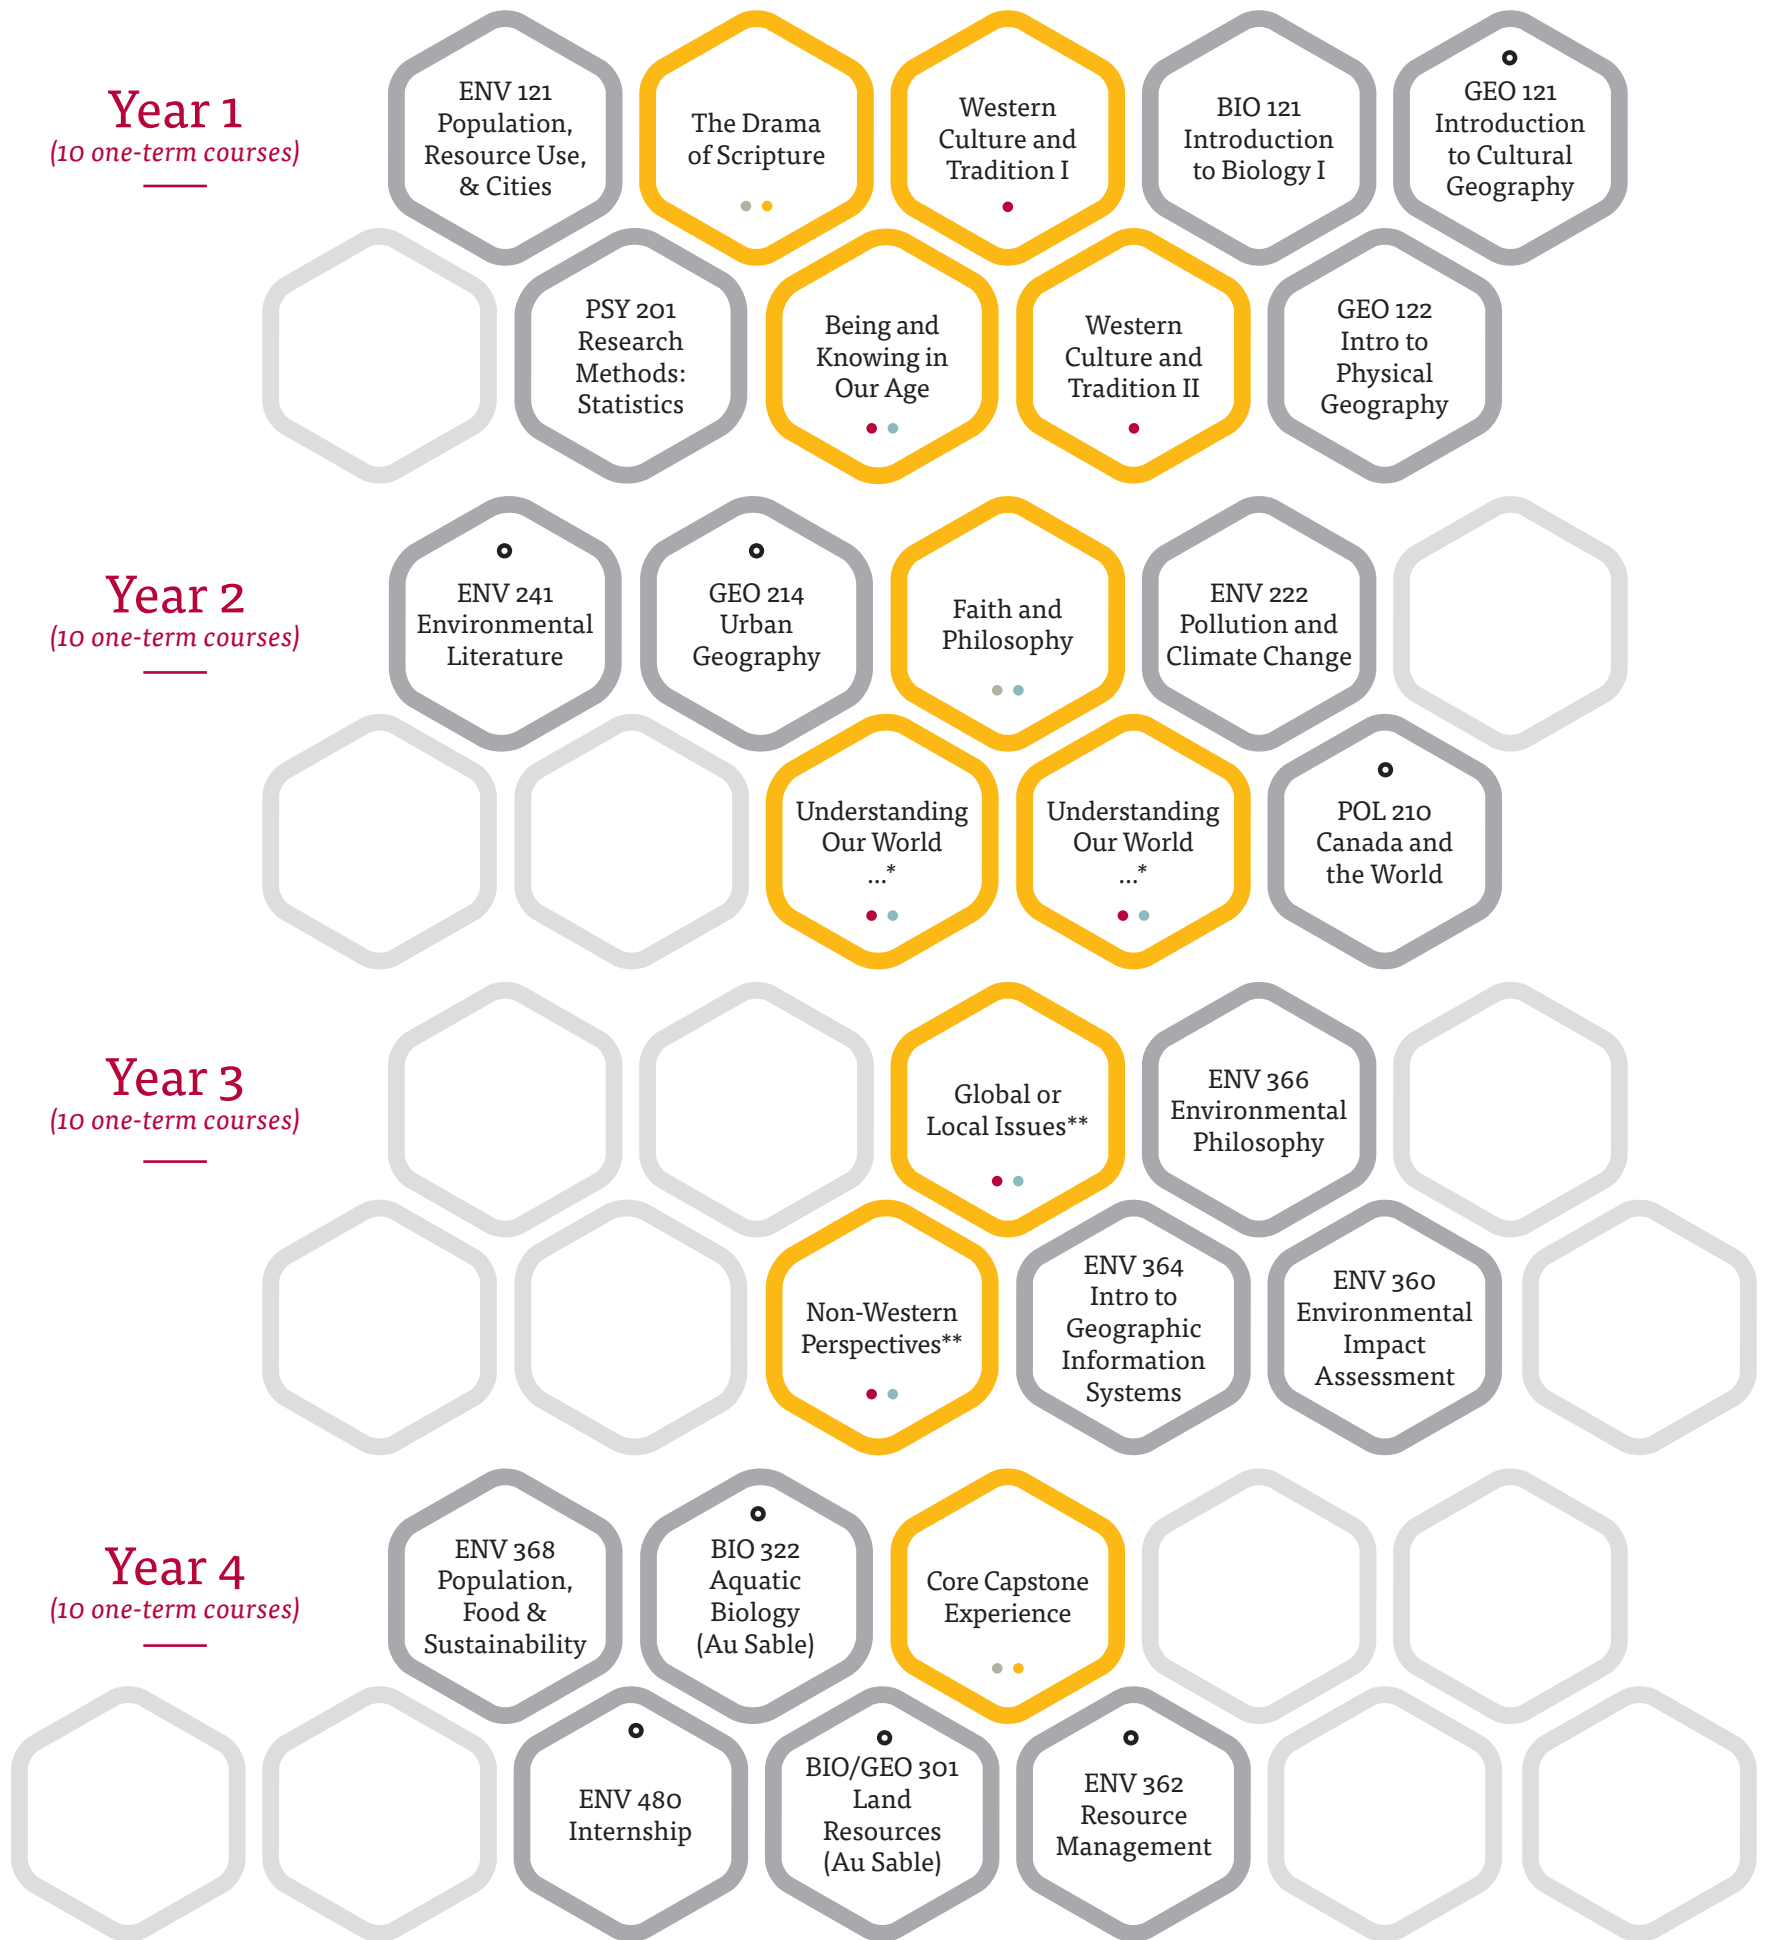 Year 1
(10 one-term courses)
ENV 121
Population,
Resource Use,
& Cities
The Drama
of Scripture
Western
Culture and
Tradition I
BIO 121
Introduction
to Biology I
GEO 121
Introduction
to Cultural
Geography
PSY 201
Research
Methods:
Statistics
Being and
Knowing in
Our Age
Western
Culture and
Tradition II
GEO 122
Intro to
Physical
Geography
Year 2
(10 one-term courses)
ENV 241
Environmental
Literature
GEO 214
Urban
Geography
Faith and
Philosophy
ENV 222
Pollution and
Climate Change
Understanding
Our World
...*
Understanding
Our World
...*
POL 210
Canada and
the World
Year 3
(10 one-term courses)
Global or
Local Issues**
ENV 366
Environmental
Philosophy
Non-Western
Perspectives**
ENV 364
Intro to
Geographic
Information
Systems
ENV 360
Environmental
Impact
Assessment
Year 4
(10 one-term courses)
ENV 368
Population,
Food &
Sustainability
BIO 322
Aquatic
Biology
(Au Sable)
Core Capstone
Experience
ENV 480
Internship
BIO/GEO 301
Land
Resources
(Au Sable)
ENV 362
Resource
Management